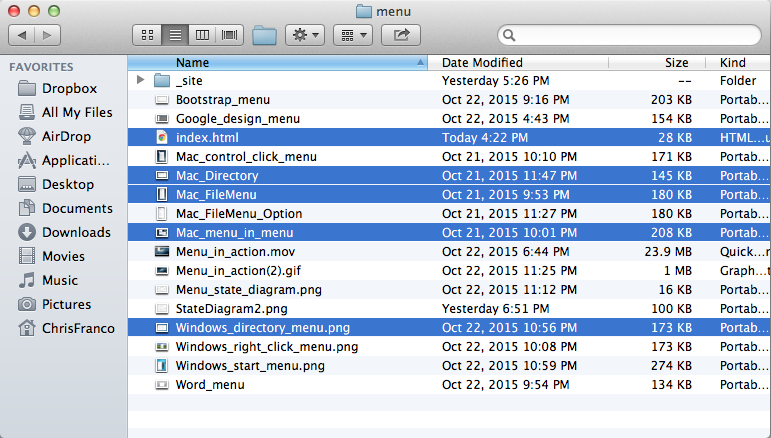 menu
FAVORITES
Dropbox
All My Files
AirDrop
Applicati...
Desktop
Documents
Downloads
Movies
Music
Pictures
ChrisFranco
Name Date Modified Size Kind
_site Yesterday 5:26 PM -- Folder
Bootstrap_menu Oct 22, 2015 9:16 PM 203 KB Portab...
Google_design_menu Oct 22, 2015 4:43 PM 154 KB Portab...
index.html Today 4:22 PM 28 KB HTML...u
Mac_control_click_menu Oct 21, 2015 10:10 PM 171 KB Portab...
Mac_Directory Oct 21, 2015 11:47 PM 145 KB Portab...
Mac_FileMenu Oct 21, 2015 9:53 PM 180 KB Portab...
Mac_FileMenu_Option Oct 21, 2015 11:27 PM 180 KB Portab...
Mac_menu_in_menu Oct 21, 2015 10:01 PM 208 KB Portab...
Menu_in_action.mov Oct 22, 2015 6:44 PM 23.9 MB Quick...r
Menu_in_action(2).gif Oct 22, 2015 11:25 PM 1 MB Graph...
Menu_state_diagram.png Oct 22, 2015 11:12 PM 16 KB Portab...
StateDiagram2.png Yesterday 6:51 PM 100 KB Portab...
Windows_directory_menu.png Oct 22, 2015 10:56 PM 173 KB Portab...
Windows_right_click_menu.png Oct 22, 2015 10:08 PM 173 KB Portab...
Windows_start_menu.png Oct 22, 2015 10:59 PM 274 KB Portab...
Word_menu Oct 22, 2015 9:54 PM 134 KB Portab...